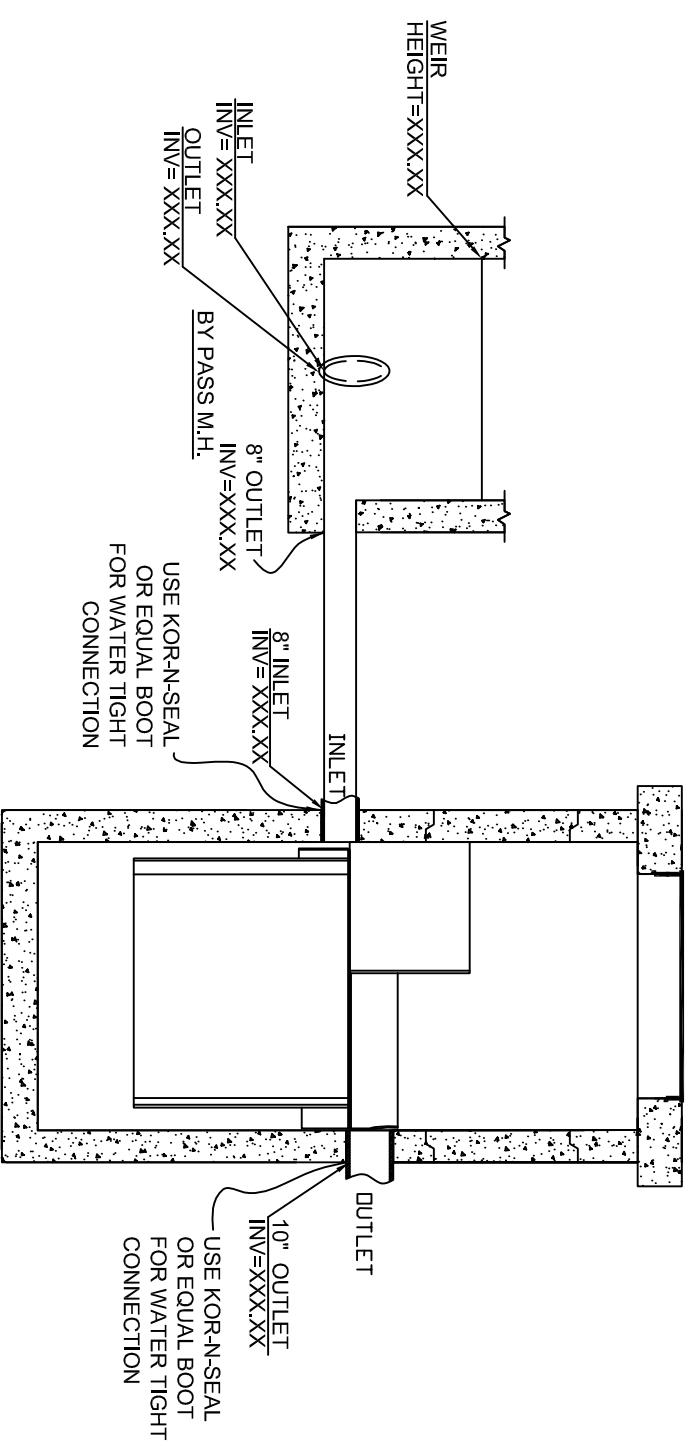 WEIR
HEIGHT=XXX.XX
INLET
INV= XXX.XX
OUTLET
INV= XXX.XX
BY PASS M.H.
8" OUTLET
INV=XXX.XX
USE KOR-N-SEAL
OR EQUAL BOOT
FOR WATER TIGHT
CONNECTION
8" INLET
INV= XXX.XX
INLET
OUTLET
10" OUTLET
INV=XXX.XX
USE KOR-N-SEAL
OR EQUAL BOOT
FOR WATER TIGHT
CONNECTION